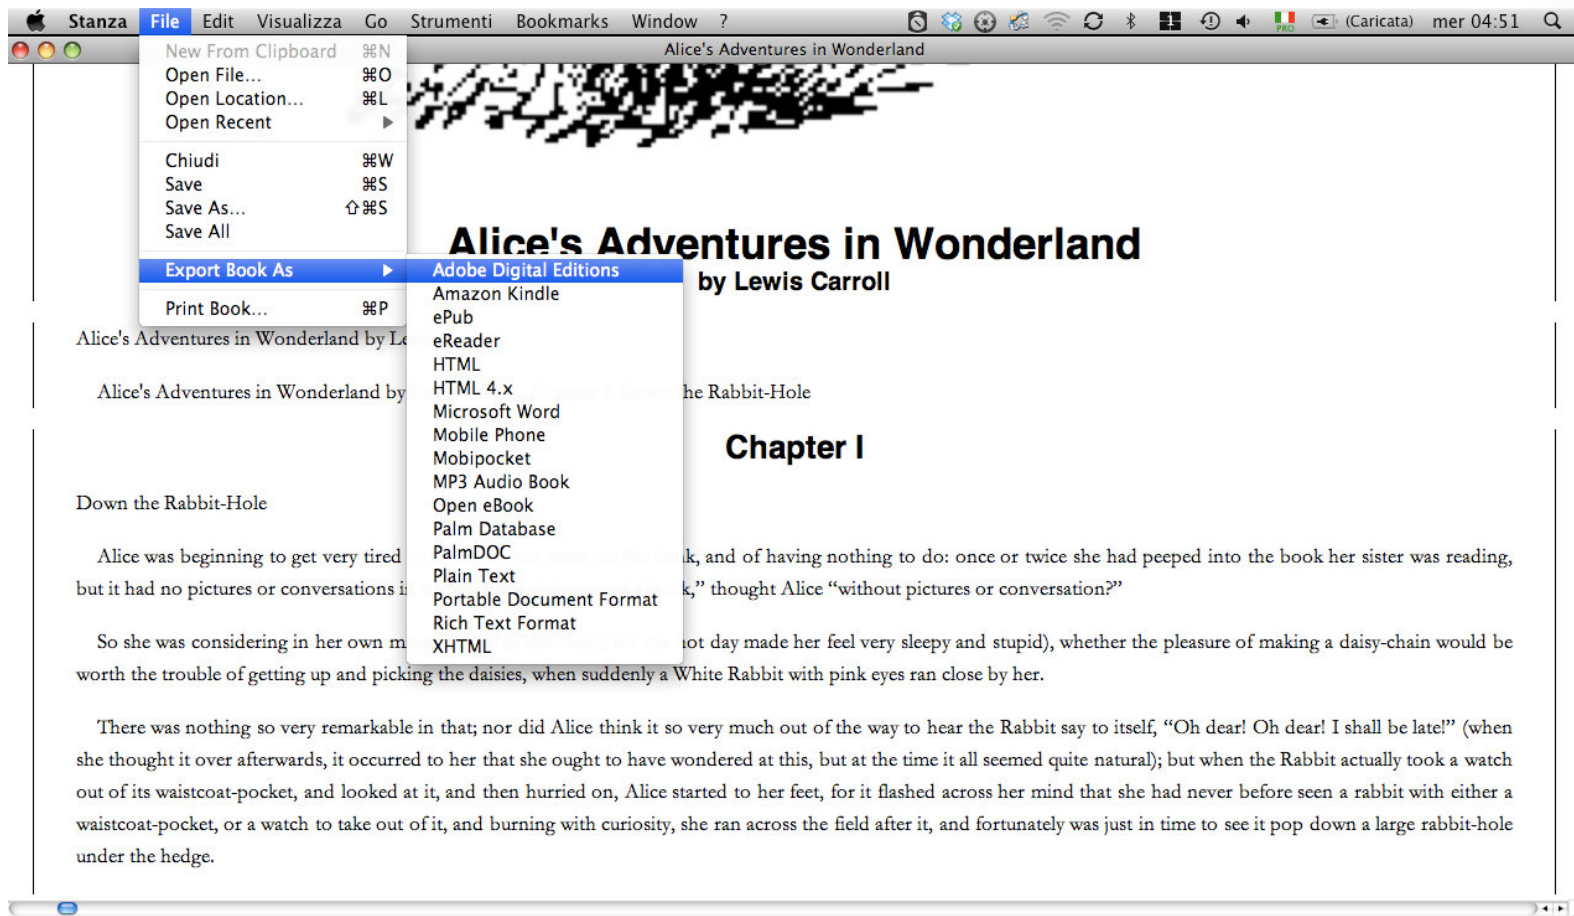 Stanza File Edit Visualizza Go Strumenti Bookmarks Window ? PRO (Caricata) mer 04:51
Alice's Adventures in Wonderland
New From Clipboard ⌘N
Open File... ⌘O
Open Location... ⌘L
Open Recent
Chiudi ⌘W
Save ⌘S
Save As... ⇧⌘S
Save All
Export Book As
Print Book... ⌘P
Adobe Digital Editions
Amazon Kindle
ePub
eReader
HTML
HTML 4.x
Microsoft Word
Mobile Phone
Mobipocket
MP3 Audio Book
Open eBook
Palm Database
PalmDOC
Plain Text
Portable Document Format
Rich Text Format
XHTML
Alice's Adventures in Wonderland
by Lewis Carroll
Alice's Adventures in Wonderland by
Alice's Adventures in Wonderland by he Rabbit-Hole
Chapter I
Down the Rabbit-Hole
Alice was beginning to get very tired k, and of having nothing to do: once or twice she had peeped into the book her sister was reading,
but it had no pictures or conversations k,” thought Alice “without pictures or conversation?”
So she was considering in her own hot day made her feel very sleepy and stupid), whether the pleasure of making a daisy-chain would be
worth the trouble of getting up and picking the daisies, when suddenly a White Rabbit with pink eyes ran close by her.
There was nothing so very remarkable in that; nor did Alice think it so very much out of the way to hear the Rabbit say to itself, “Oh dear! Oh dear! I shall be late!” (when
she thought it over afterwards, it occurred to her that she ought to have wondered at this, but at the time it all seemed quite natural); but when the Rabbit actually took a watch
out of its waistcoat-pocket, and looked at it, and then hurried on, Alice started to her feet, for it flashed across her mind that she had never before seen a rabbit with either a
waistcoat-pocket, or a watch to take out of it, and burning with curiosity, she ran across the field after it, and fortunately was just in time to see it pop down a large rabbit-hole
under the hedge.